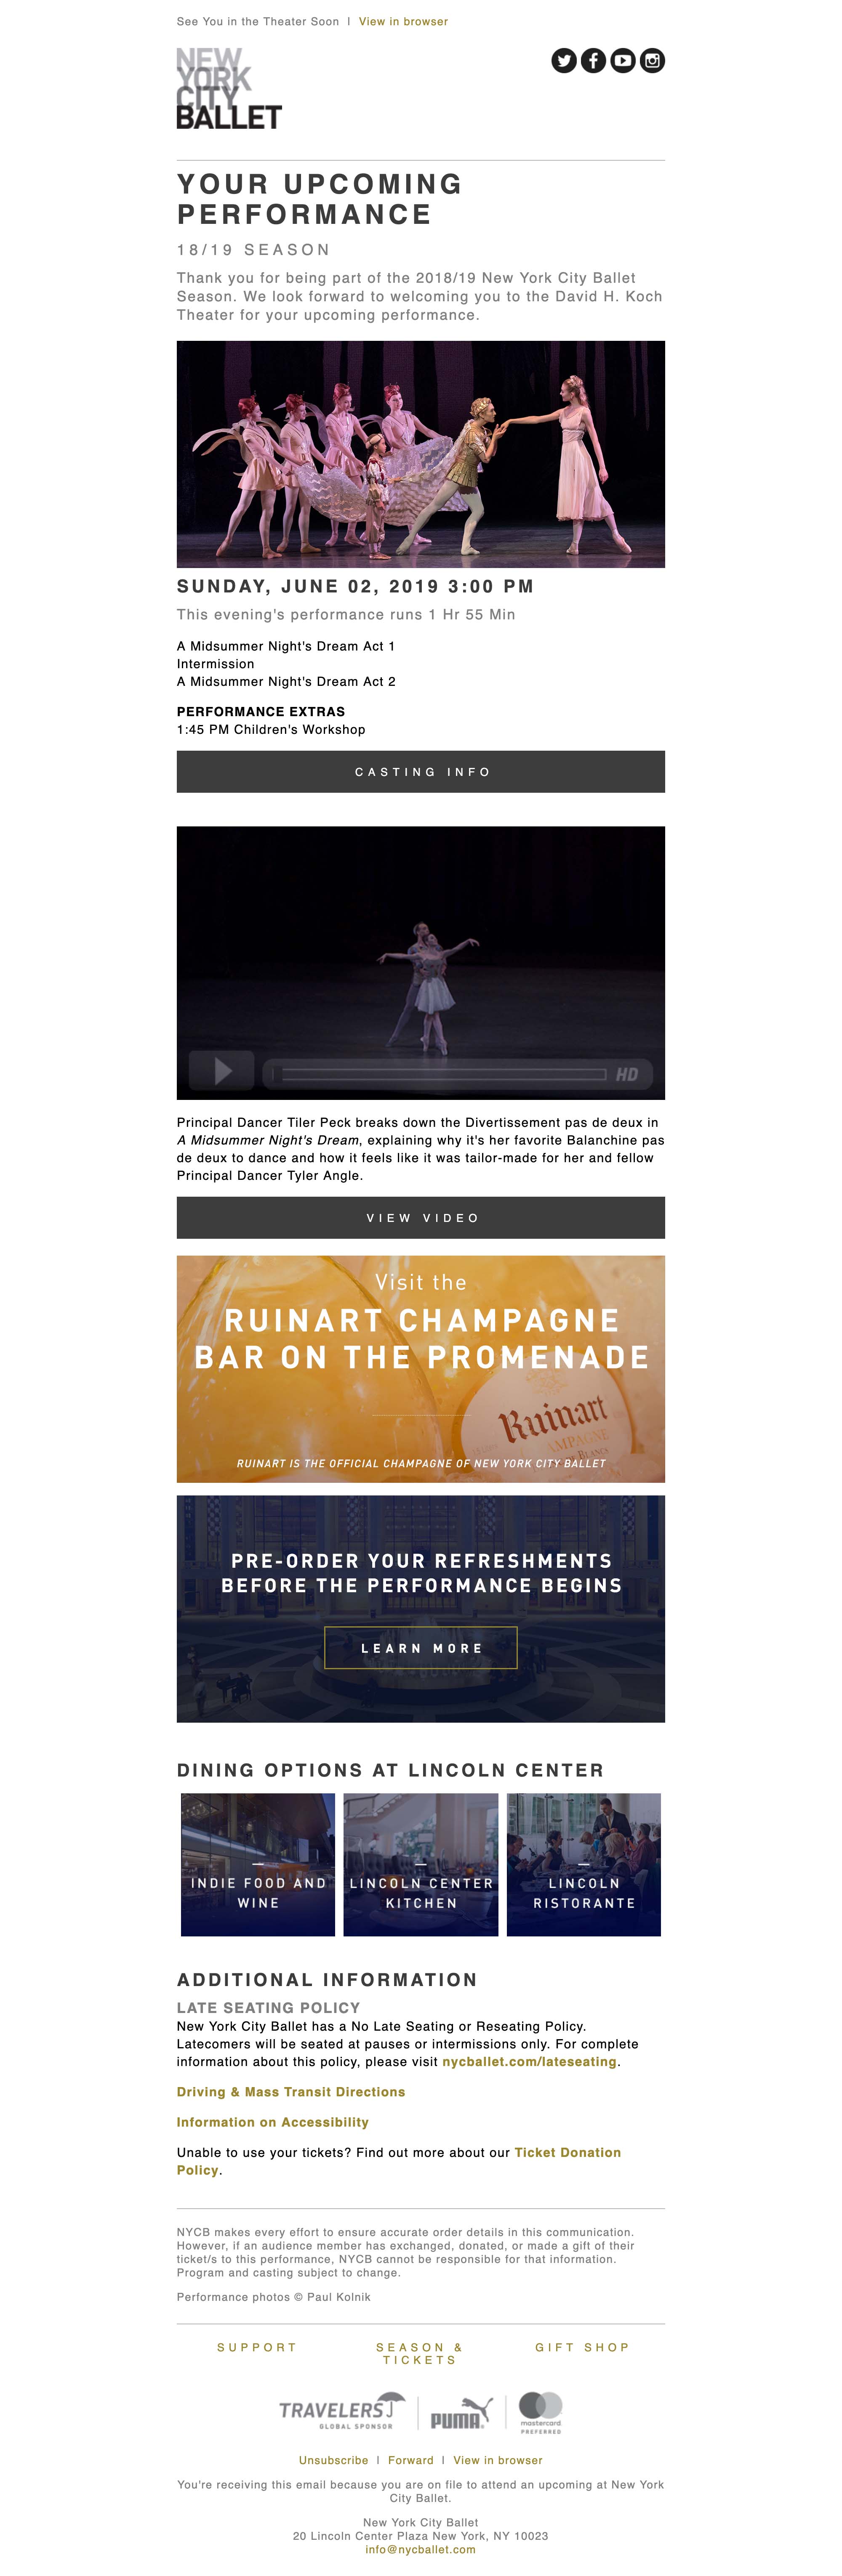 See You in the Theater Soon | View in browser
NEW
YORK
CITY
BALLET
YOUR UPCOMING
PERFORMANCE
18/19 SEASON
Thank you for being part of the 2018/19 New York City Ballet
Season. We look forward to welcoming you to the David H. Koch
Theater for your upcoming performance.
SUNDAY, JUNE 02, 2019 3:00 PM
This evening's performance runs 1 Hr 55 Min
A Midsummer Night's Dream Act 1
Intermission
A Midsummer Night's Dream Act 2
PERFORMANCE EXTRAS
1:45 PM Children's Workshop
CASTING INFO
HD
Principal Dancer Tiler Peck breaks down the Divertissement pas de deux in
A Midsummer Night's Dream, explaining why it's her favorite Balanchine pas
de deux to dance and how it feels like it was tailor-made for her and fellow
Principal Dancer Tyler Angle.
VIEW VIDEO
Visit the
RUINART CHAMPAGNE
BAR ON THE PROMENADE
Ruinart
RUINART IS THE OFFICIAL CHAMPAGNE OF NEW YORK CITY BALLET
PRE-ORDER YOUR REFRESHMENTS
BEFORE THE PERFORMANCE BEGINS
LEARN MORE
DINING OPTIONS AT LINCOLN CENTER
INDIE FOOD AND
WINE
LINCOLN CENTER
KITCHEN
LINCOLN
RISTORANTE
ADDITIONAL INFORMATION
LATE SEATING POLICY
New York City Ballet has a No Late Seating or Reseating Policy.
Latecomers will be seated at pauses or intermissions only. For complete
information about this policy, please visit nycballet.com/lateseating.
Driving & Mass Transit Directions
Information on Accessibility
Unable to use your tickets? Find out more about our Ticket Donation
Policy.
NYCB makes every effort to ensure accurate order details in this communication.
However, if an audience member has exchanged, donated, or made a gift of their
ticket/s to this performance, NYCB cannot be responsible for that information.
Program and casting subject to change.
Performance photos © Paul Kolnik
SUPPORT
SEASON &
TICKETS
GIFT SHOP
TRAVELERS
GLOBAL SPONSOR
PUMA
mastercard
PREFERRED
Unsubscribe | Forward | View in browser
You're receiving this email because you are on file to attend an upcoming at New York
City Ballet.
New York City Ballet
20 Lincoln Center Plaza New York, NY 10023
info@nycballet.com